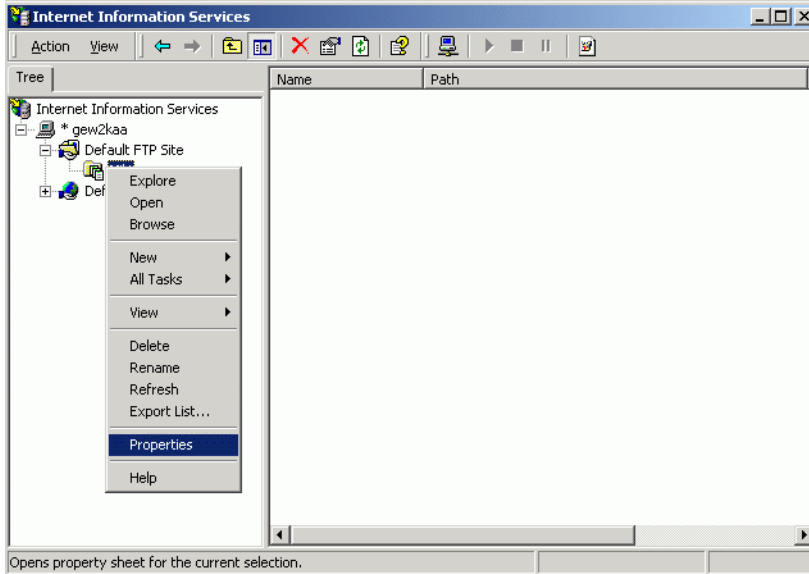 Internet Information Services
Action View
Tree
Name Path
Internet Information Services
* gew2kaa
Default FTP Site
Def
Explore
Open
Browse
New
All Tasks
View
Delete
Rename
Refresh
Export List...
Properties
Help
Opens property sheet for the current selection.